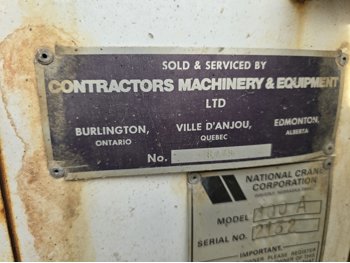 SOLD & SERVICED BY
CONTRACTORS MACHINERY & EQUIPMENT
LTD
BURLINGTON,
ONTARIO
VILLE D'ANJOU,
QUEBEC
EDMONTON,
ALBERTA
No.
NATIONAL CRANE
CORPORATION
MODEL
SERIAL NO. 2132
IMPORTANT